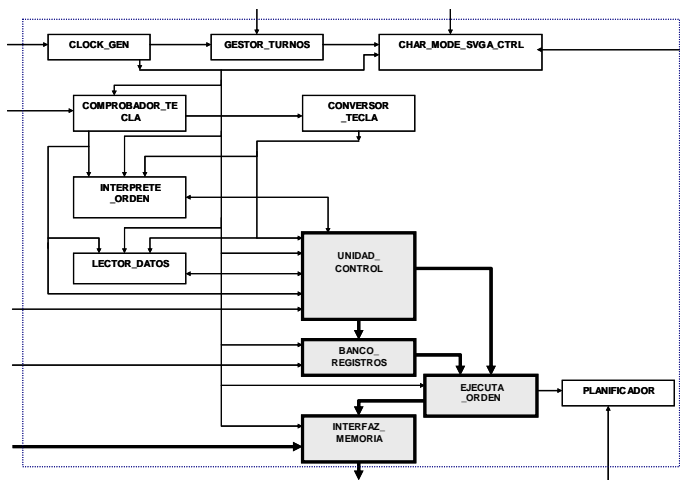 CLOCK_GEN
GESTOR_TURNOS
CHAR_MODE_SVGA_CTRL
COMPROBADOR_TE
CLA
CONVERSOR
_TECLA
INTERPRETE
_ORDEN
LECTOR_DATOS
UNIDAD_
CONTROL
BANCO_
REGISTROS
EJECUTA
_ORDEN
PLANIFICADOR
INTERFAZ_
MEMORIA